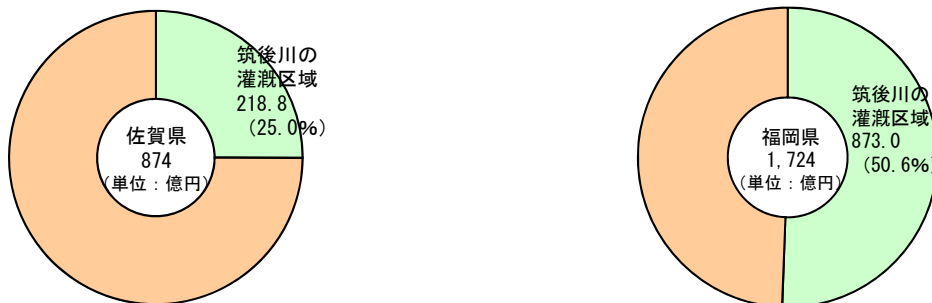 筑後川の
灌漑区域
218.8
（25.0%）
佐賀県
874
（単位：億円）
筑後川の
灌漑区域
873.0
（50.6%）
福岡県
1,724
（単位：億円）